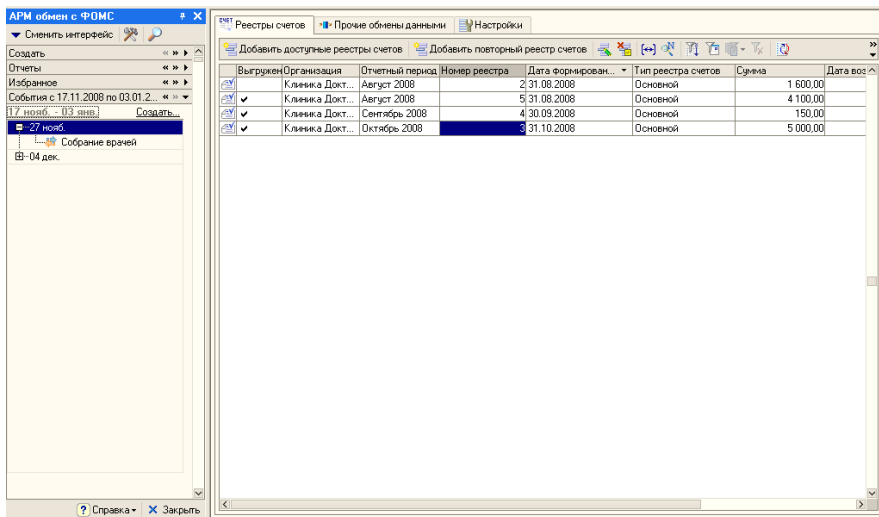 АРМ обмен с ФОМС
Сменить интерфейс
Создать
Отчеты
Избранное
События с 17.11.2008 по 03.01.2...
17 нояб. - 03 янв. Создать...
27 нояб.
Собрание врачей
04 дек.
Справка Закрыть
СЧЕТ Реестры счетов Прочие обмены данными Настройки
Добавить доступные реестры счетов Добавить повторный реестр счетов
Выгружен Организация Отчетный период Номер реестра Дата формирован... Тип реестра счетов Сумма Дата воз
Клиника Докт... Август 2008 2 31.08.2008 Основной 1 600,00
Клиника Докт... Август 2008 5 31.08.2008 Основной 4 100,00
Клиника Докт... Сентябрь 2008 4 30.09.2008 Основной 150,00
Клиника Докт... Октябрь 2008 3 31.10.2008 Основной 5 000,00